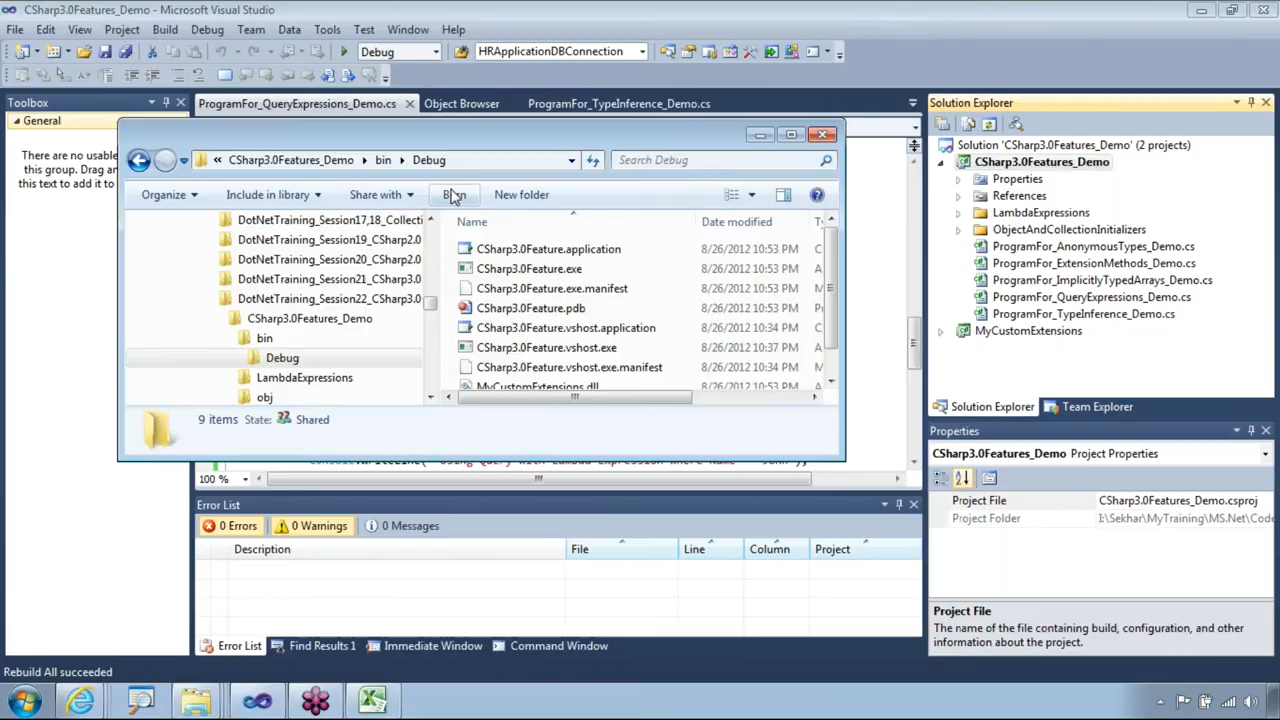 CSharp3.0Features_Demo - Microsoft Visual Studio
File Edit View Project Build Debug Team Data Tools Test Window Help
Debug HRApplicationDBConnection
Toolbox
General
There are no usable
this group. Drag an
this text to add it to
ProgramFor_QueryExpressions_Demo.cs Object Browser ProgramFor_TypeInference_Demo.cs
« CSharp3.0Features_Demo bin Debug Search Debug
Organize Include in library Share with Burn New folder
DotNetTraining_Session17,18_Collecti
DotNetTraining_Session19_CSharp2.0
DotNetTraining_Session20_CSharp2.0
DotNetTraining_Session21_CSharp3.0
DotNetTraining_Session22_CSharp3.0
CSharp3.0Features_Demo
bin
Debug
LambdaExpressions
obj
Name Date modified
CSharp3.0Feature.application 8/26/2012 10:53 PM
CSharp3.0Feature.exe 8/26/2012 10:53 PM
CSharp3.0Feature.exe.manifest 8/26/2012 10:53 PM
CSharp3.0Feature.pdb 8/26/2012 10:53 PM
CSharp3.0Feature.vshost.application 8/26/2012 10:34 PM
CSharp3.0Feature.vshost.exe 8/26/2012 10:37 PM
CSharp3.0Feature.vshost.exe.manifest 8/26/2012 10:34 PM
MyCustomExtensions.dll 8/26/2012 10:53 PM
9 items State: Shared
100 %
Error List
0 Errors 0 Warnings 0 Messages
Description File Line Column Project
Error List Find Results 1 Immediate Window Command Window
Solution Explorer
Solution 'CSharp3.0Features_Demo' (2 projects)
CSharp3.0Features_Demo
Properties
References
LambdaExpressions
ObjectAndCollectionInitializers
ProgramFor_AnonymousTypes_Demo.cs
ProgramFor_ExtensionMethods_Demo.cs
ProgramFor_ImplicitlyTypedArrays_Demo.cs
ProgramFor_QueryExpressions_Demo.cs
ProgramFor_TypeInference_Demo.cs
MyCustomExtensions
Solution Explorer Team Explorer
Properties
CSharp3.0Features_Demo Project Properties
Project File CSharp3.0Features_Demo.csproj
Project Folder I:\Sekhar\MyTraining\MS.Net\Code
Project File
The name of the file containing build, configuration, and other
information about the project.
Rebuild All succeeded